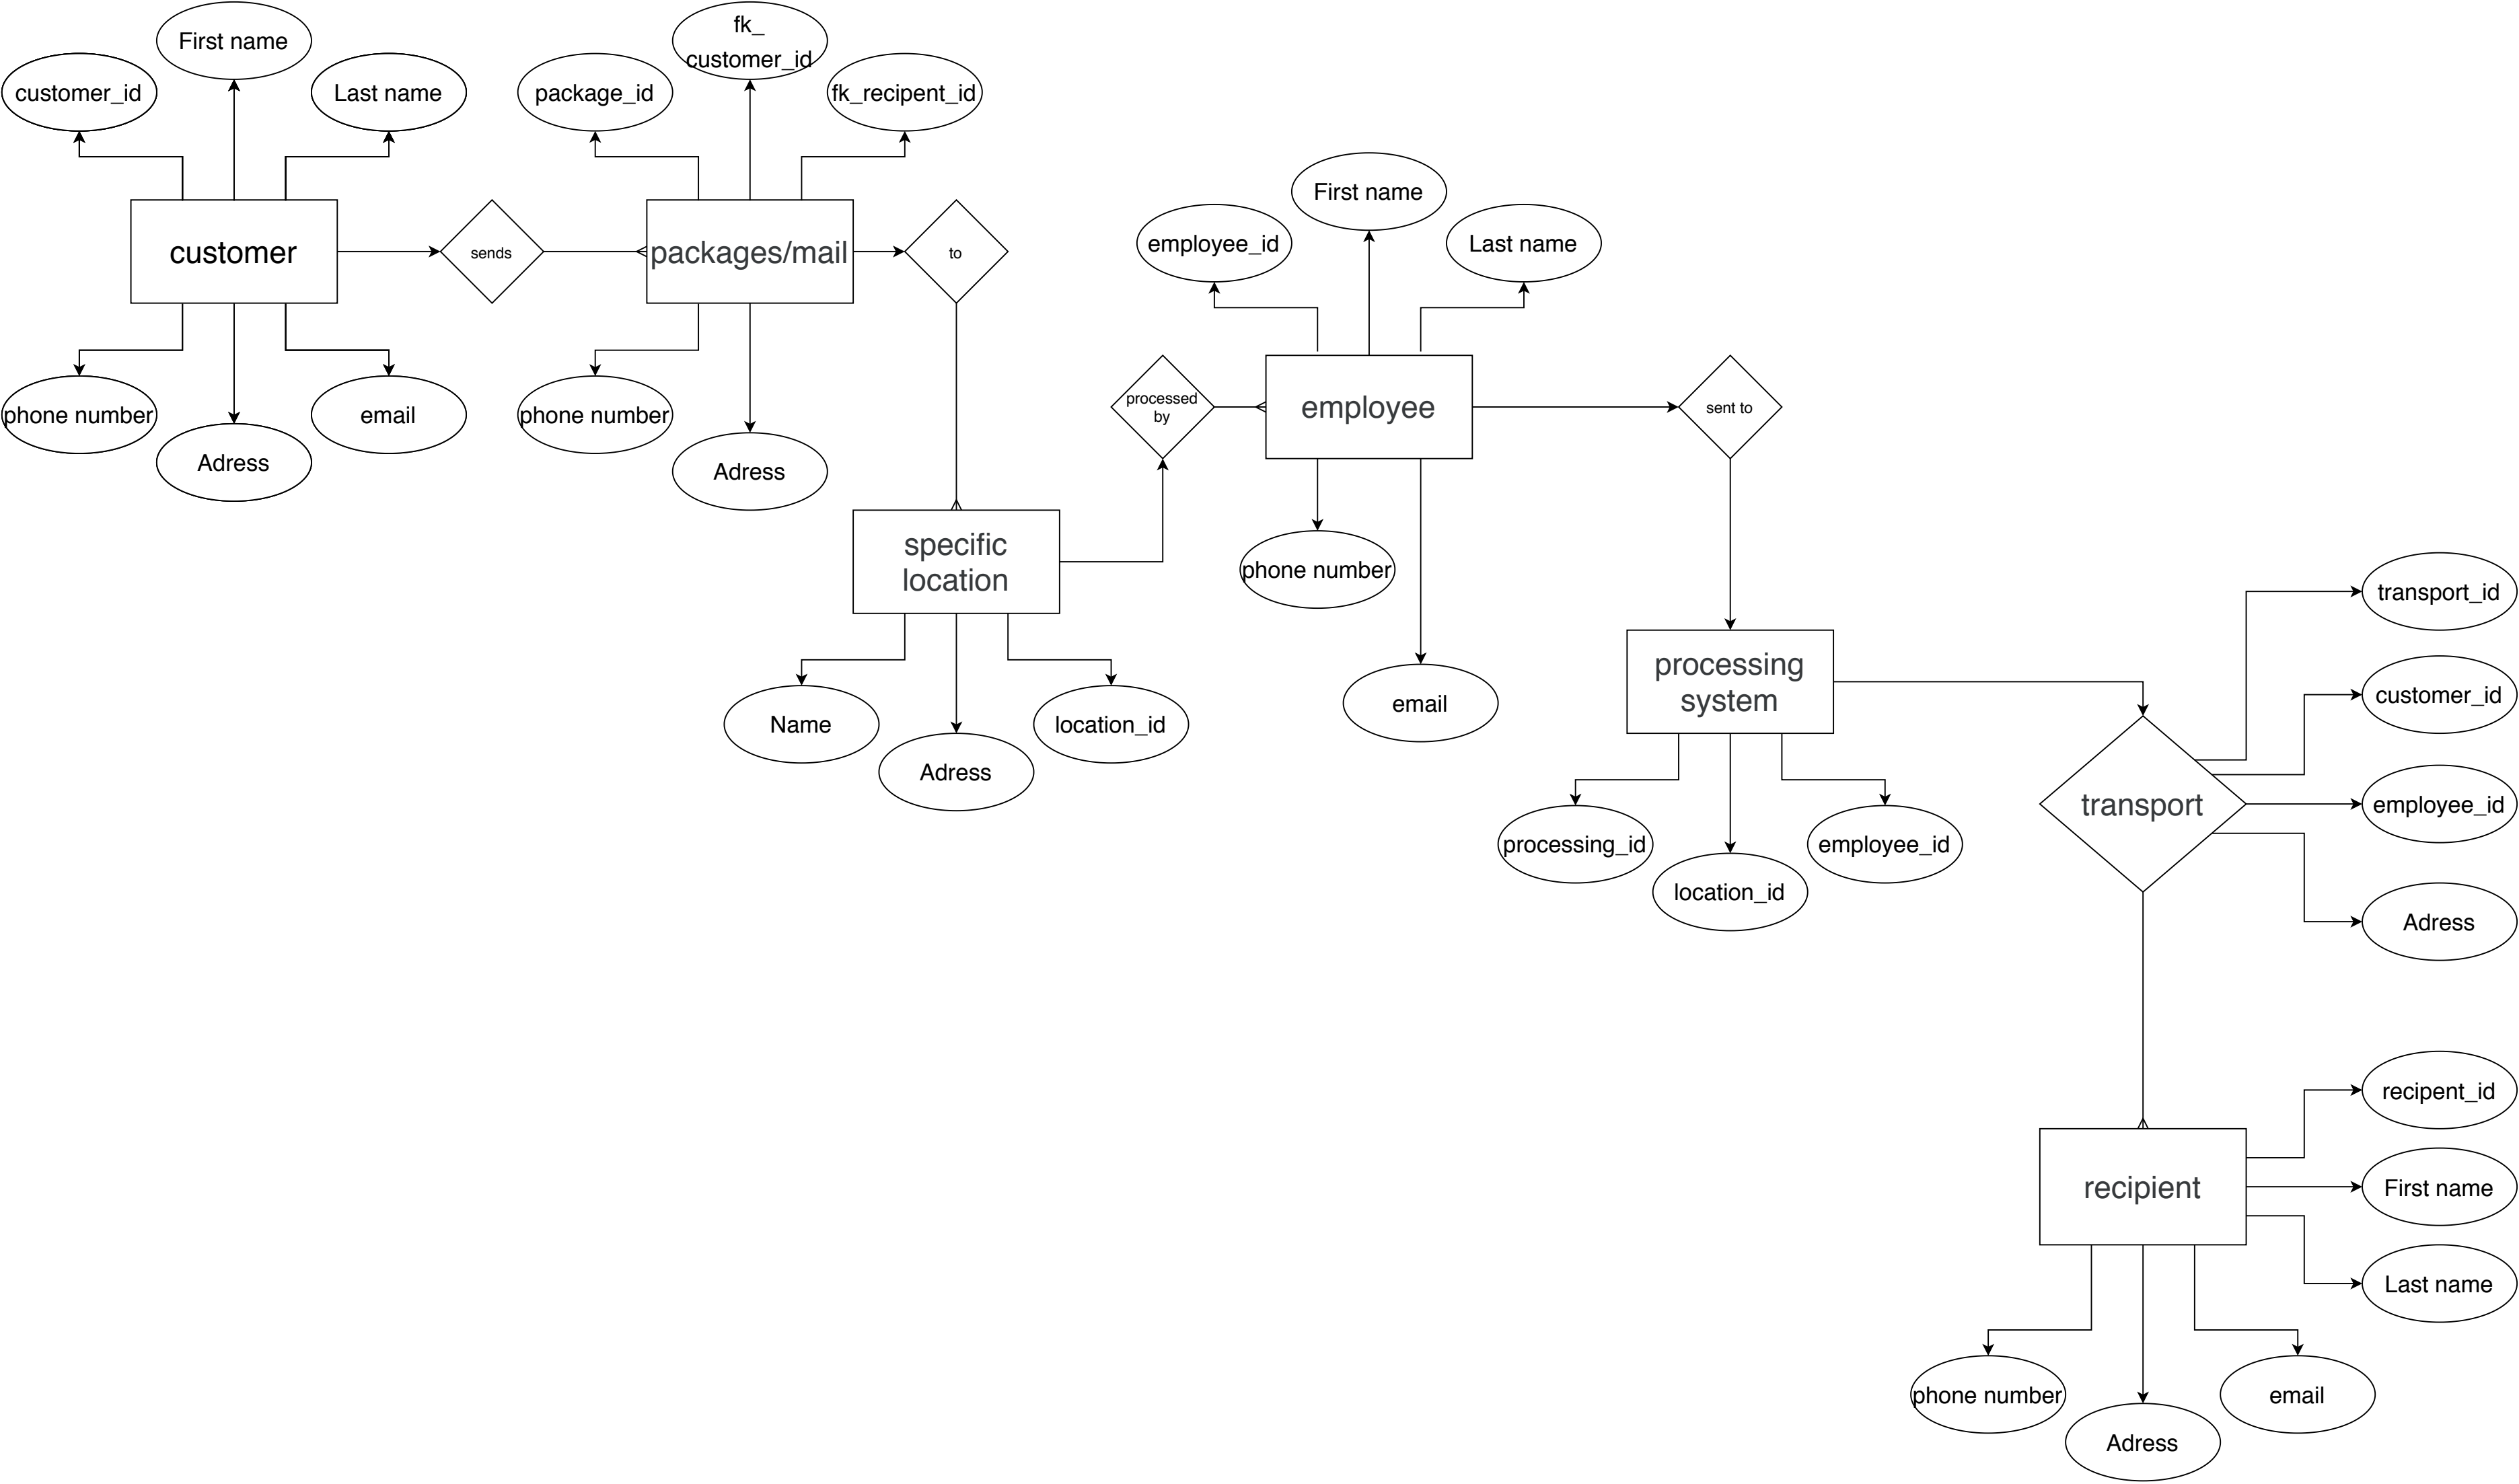 First name
customer_id
Last name
customer
phone number
Adress
email
sends
fk_
customer_id
package_id
fk_recipent_id
packages/mail
phone number
Adress
to
specific
location
Name
Adress
location_id
processed
by
First name
employee_id
Last name
employee
phone number
email
sent to
processing
system
processing_id
location_id
employee_id
transport
transport_id
customer_id
employee_id
Adress
recipient
recipent_id
First name
Last name
phone number
Adress
email